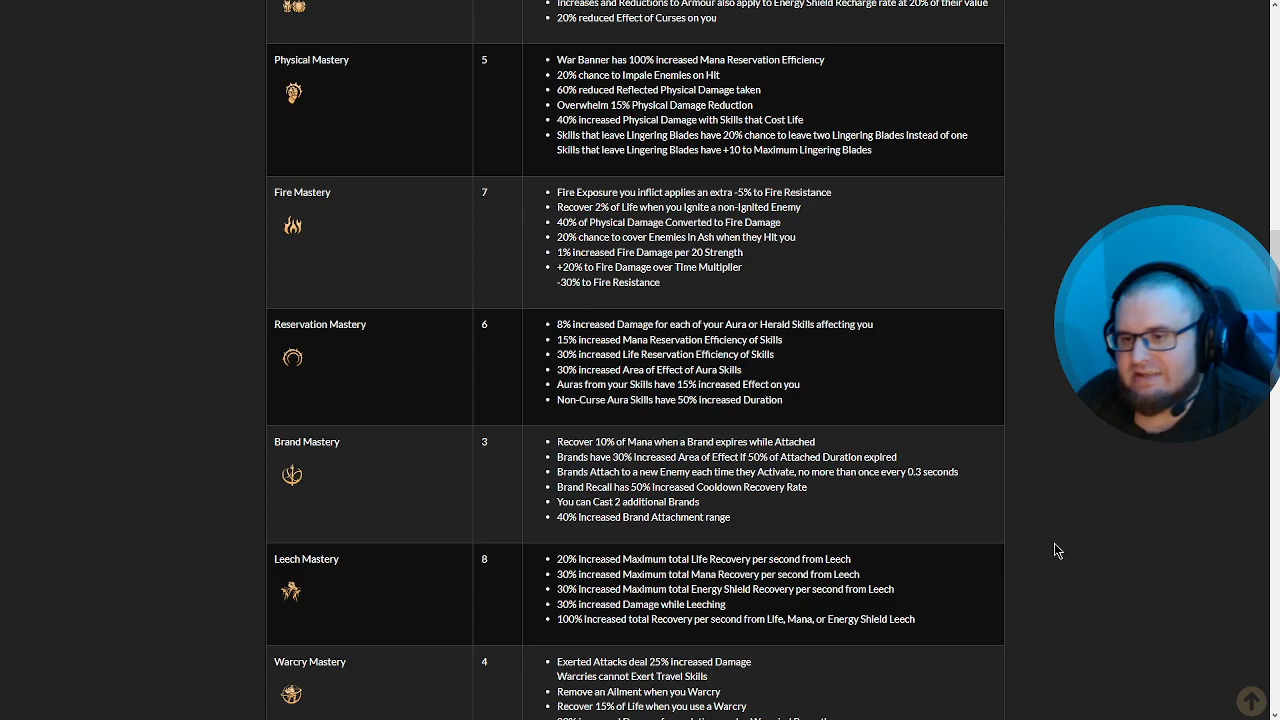 Increases and Reductions to Armour also apply to Energy Shield Recharge rate at 20% of their value
20% reduced Effect of Curses on you
Physical Mastery
5
War Banner has 100% increased Mana Reservation Efficiency
20% chance to Impale Enemies on Hit
60% reduced Reflected Physical Damage taken
Overwhelm 15% Physical Damage Reduction
40% increased Physical Damage with Skills that Cost Life
Skills that leave Lingering Blades have 20% chance to leave two Lingering Blades instead of one
Skills that leave Lingering Blades have +10 to Maximum Lingering Blades
Fire Mastery
7
Fire Exposure you inflict applies an extra -5% to Fire Resistance
Recover 2% of Life when you Ignite a non-Ignited Enemy
40% of Physical Damage Converted to Fire Damage
20% chance to cover Enemies in Ash when they Hit you
1% increased Fire Damage per 20 Strength
+20% to Fire Damage over Time Multiplier
-30% to Fire Resistance
Reservation Mastery
6
8% increased Damage for each of your Aura or Herald Skills affecting you
15% increased Mana Reservation Efficiency of Skills
30% increased Life Reservation Efficiency of Skills
30% increased Area of Effect of Aura Skills
Auras from your Skills have 15% increased Effect on you
Non-Curse Aura Skills have 50% increased Duration
Brand Mastery
3
Recover 10% of Mana when a Brand expires while Attached
Brands have 30% increased Area of Effect if 50% of Attached Duration expired
Brands Attach to a new Enemy each time they Activate, no more than once every 0.3 seconds
Brand Recall has 50% increased Cooldown Recovery Rate
You can Cast 2 additional Brands
40% increased Brand Attachment range
Leech Mastery
8
20% increased Maximum total Life Recovery per second from Leech
30% increased Maximum total Mana Recovery per second from Leech
30% increased Maximum total Energy Shield Recovery per second from Leech
30% increased Damage while Leeching
100% increased total Recovery per second from Life, Mana, or Energy Shield Leech
Warcry Mastery
4
Exerted Attacks deal 25% increased Damage
Warcries cannot Exert Travel Skills
Remove an Ailment when you Warcry
Recover 15% of Life when you use a Warcry